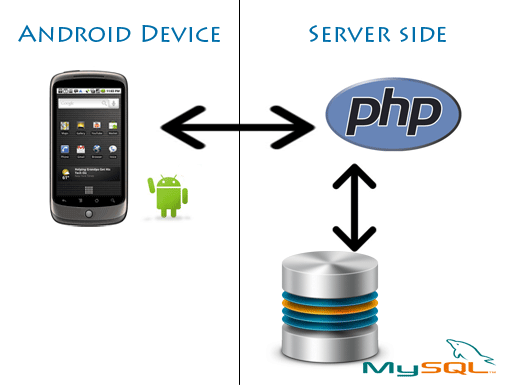 ANDROID DEVICE
SERVER SIDE
php
MySQL